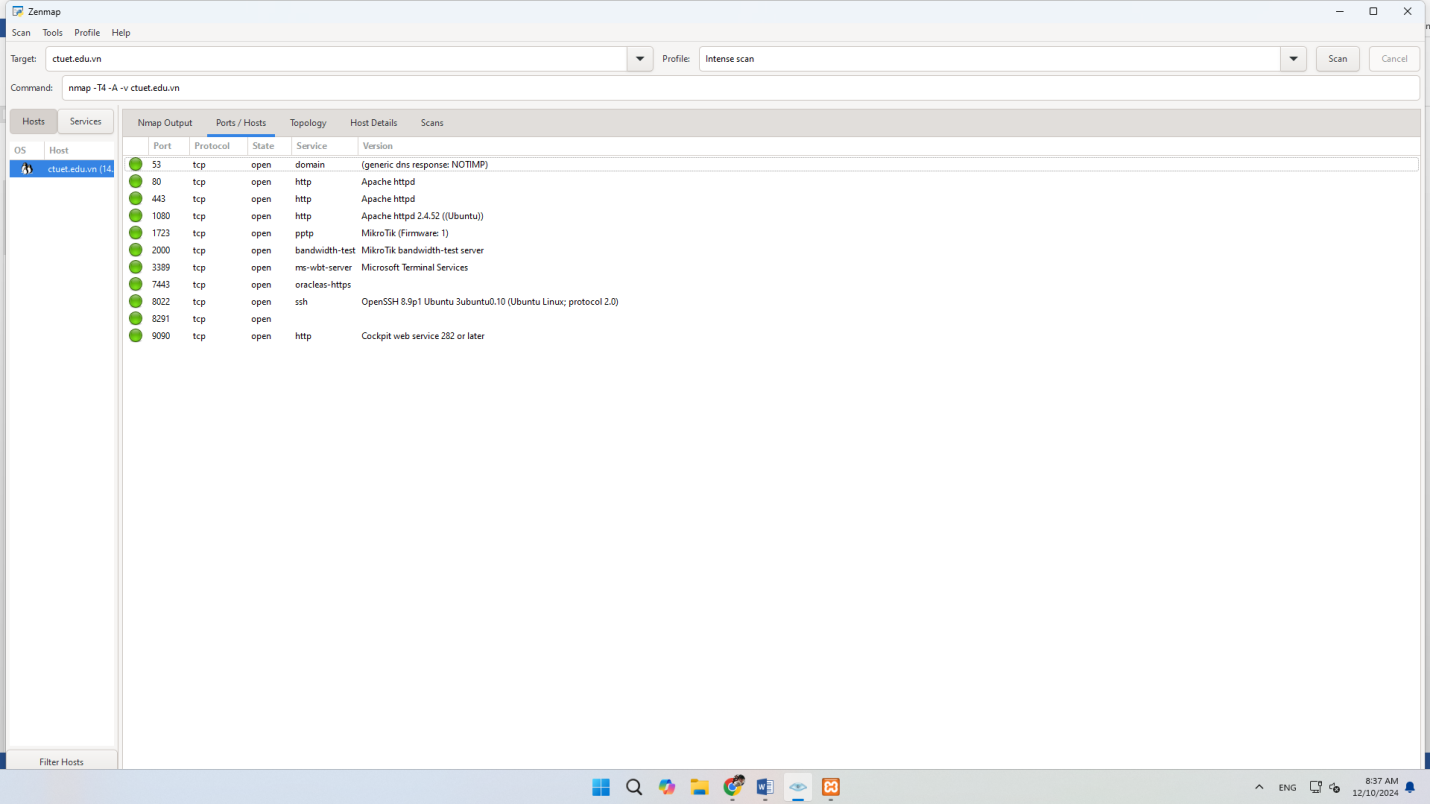 Zenmap
Scan Tools Profile Help
Target: ctuet.edu.vn Profile: Intense scan Scan Cancel
Command: nmap -T4 -A -v ctuet.edu.vn
Hosts Services Nmap Output Ports / Hosts Topology Host Details Scans
OS Host Port Protocol State Service Version
ctuet.edu.vn (14.
53 tcp open domain (generic dns response: NOTIMP)
80 tcp open http Apache httpd
443 tcp open http Apache httpd
1080 tcp open http Apache httpd 2.4.52 ((Ubuntu))
1723 tcp open pptp MikroTik (Firmware: 1)
2000 tcp open bandwidth-test MikroTik bandwidth-test server
3389 tcp open ms-wbt-server Microsoft Terminal Services
7443 tcp open oracleas-https
8022 tcp open ssh OpenSSH 8.9p1 Ubuntu 3ubuntu0.10 (Ubuntu Linux; protocol 2.0)
8291 tcp open
9090 tcp open http Cockpit web service 282 or later
Filter Hosts
ENG 8:37 AM
12/10/2024